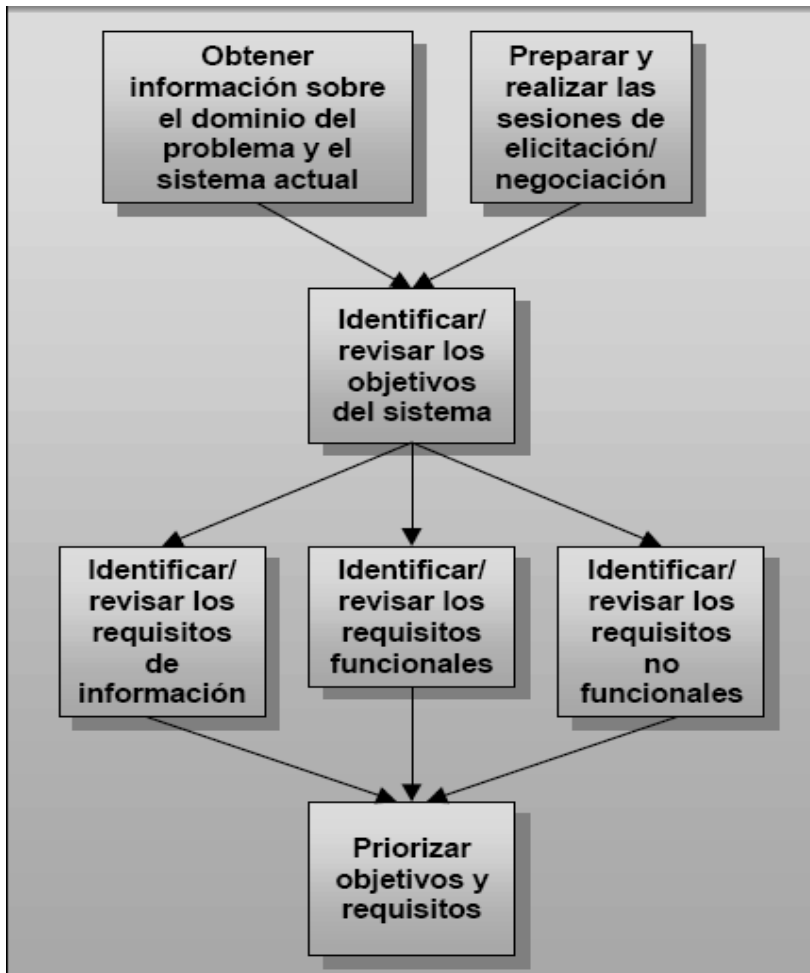 Obtener
información sobre
el dominio del
problema y el
sistema actual
Preparar y
realizar las
sesiones de
elicitación/
negociación
Identificar/
revisar los
objetivos
del sistema
Identificar/
revisar los
requisitos
de
información
Identificar/
revisar los
requisitos
funcionales
Identificar/
revisar los
requisitos
no
funcionales
Priorizar
objetivos y
requisitos